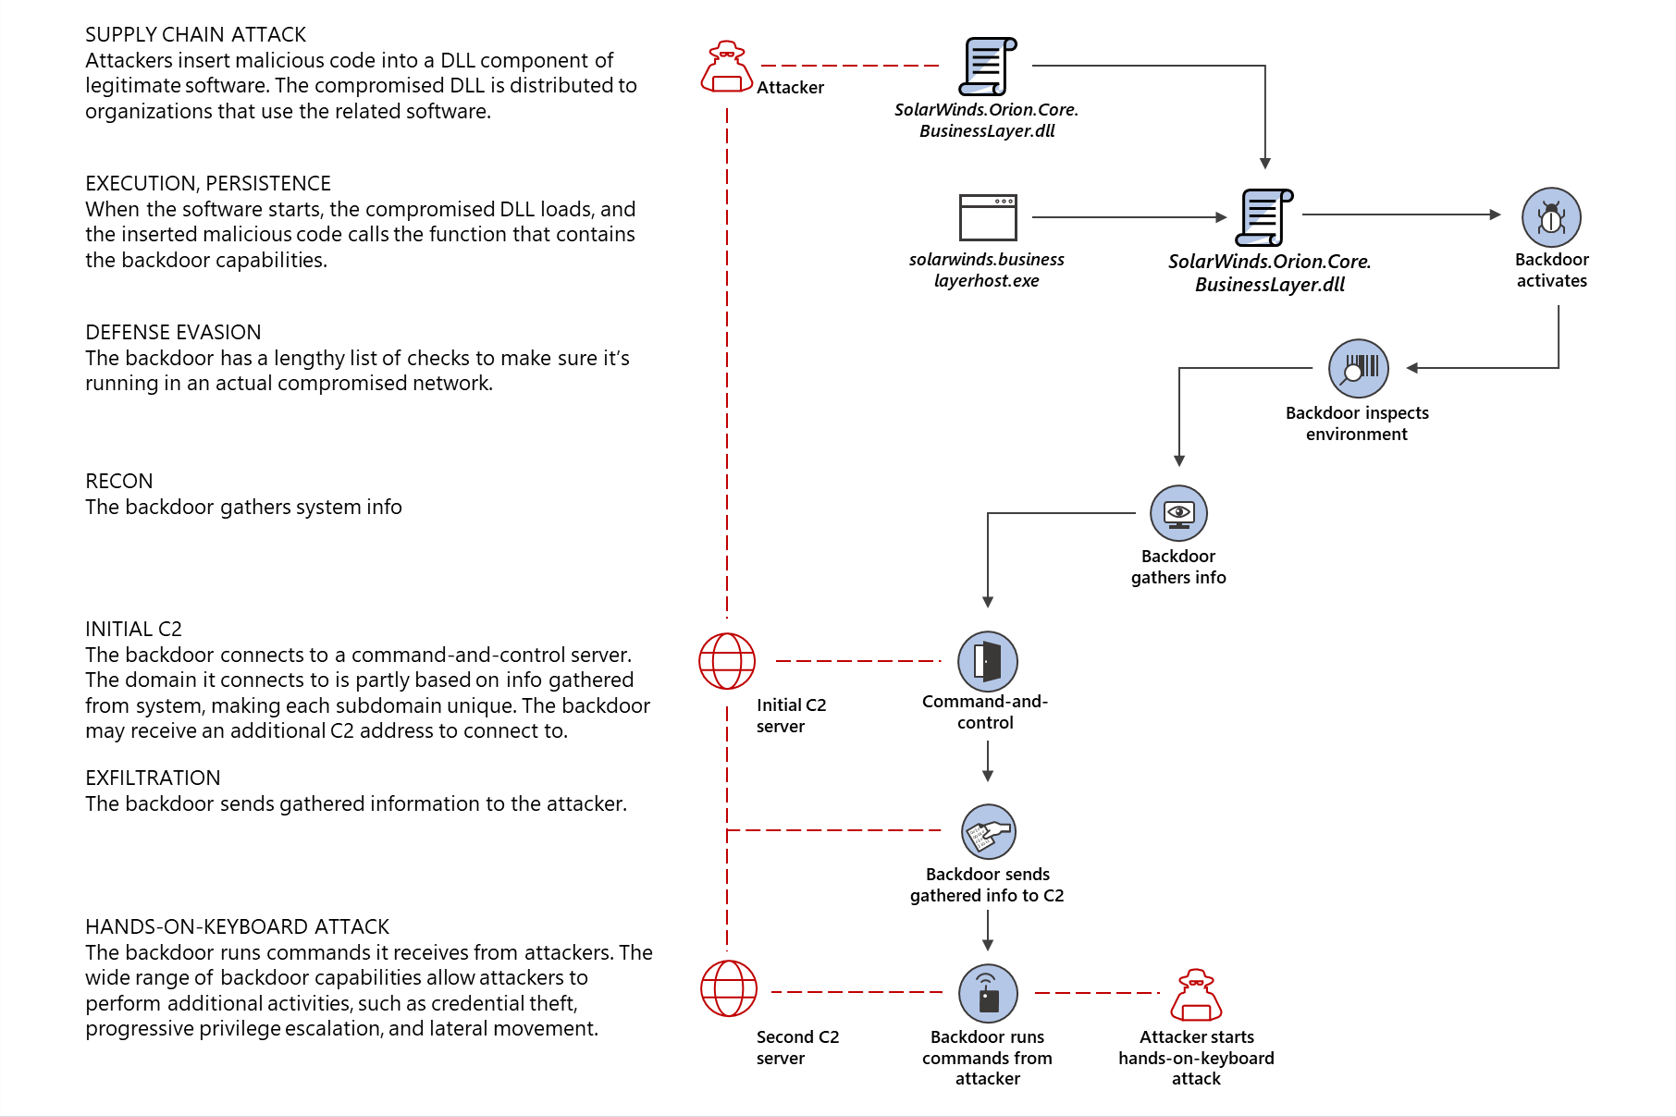 SUPPLY CHAIN ATTACK
Attackers insert malicious code into a DLL component of
legitimate software. The compromised DLL is distributed to
organizations that use the related software.
Attacker
SolarWinds.Orion.Core.
BusinessLayer.dll
EXECUTION, PERSISTENCE
When the software starts, the compromised DLL loads, and
the inserted malicious code calls the function that contains
the backdoor capabilities.
solarwinds.business
layerhost.exe
SolarWinds.Orion.Core.
BusinessLayer.dll
Backdoor
activates
DEFENSE EVASION
The backdoor has a lengthy list of checks to make sure it's
running in an actual compromised network.
Backdoor inspects
environment
RECON
The backdoor gathers system info
Backdoor
gathers info
INITIAL C2
The backdoor connects to a command-and-control server.
The domain it connects to is partly based on info gathered
from system, making each subdomain unique. The backdoor
may receive an additional C2 address to connect to.
Initial C2
server
Command-and-
control
EXFILTRATION
The backdoor sends gathered information to the attacker.
Backdoor sends
gathered info to C2
HANDS-ON-KEYBOARD ATTACK
The backdoor runs commands it receives from attackers. The
wide range of backdoor capabilities allow attackers to
perform additional activities, such as credential theft,
progressive privilege escalation, and lateral movement.
Second C2
server
Backdoor runs
commands from
attacker
Attacker starts
hands-on-keyboard
attack